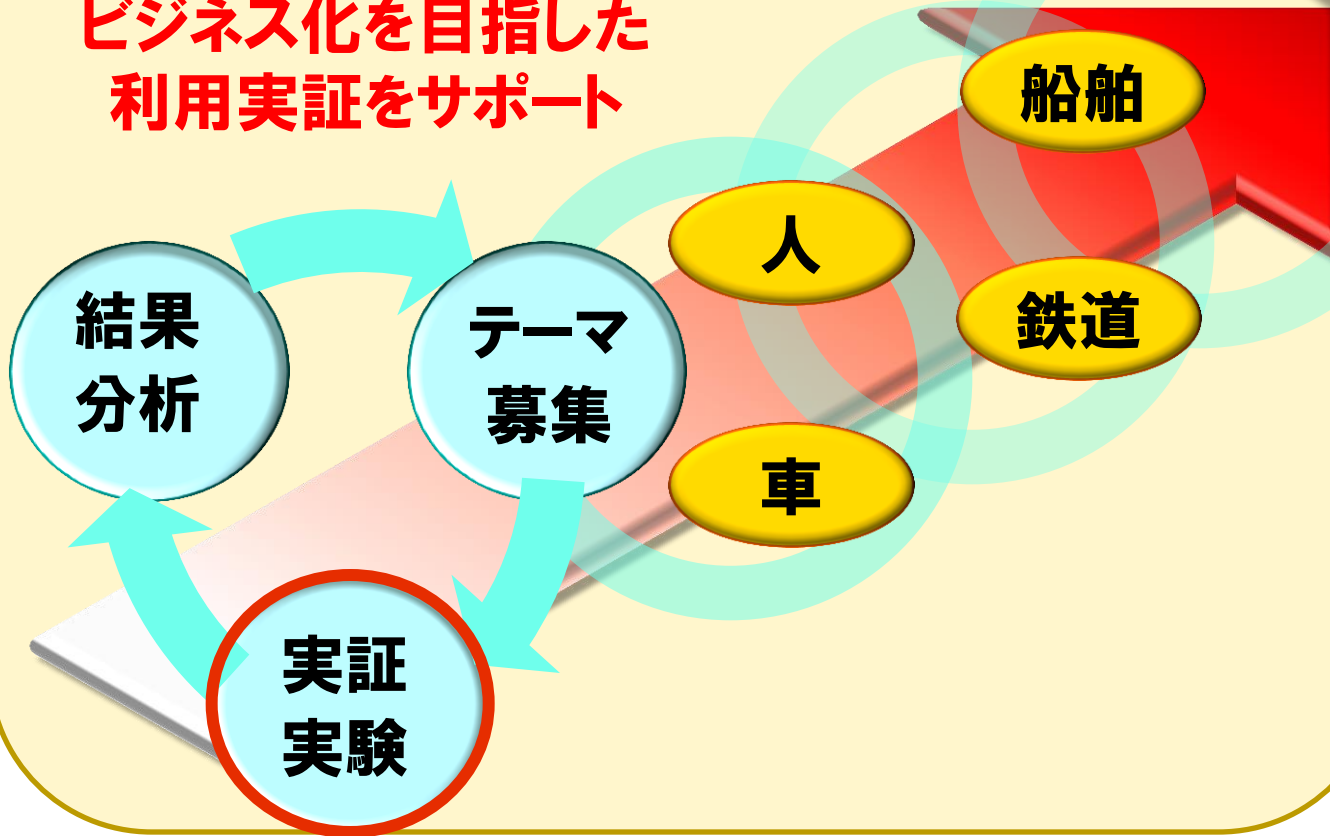 ビジネス化を目指した
利用実証をサポート
船舶
人
鉄道
車
結果
分析
テーマ
募集
実証
実験